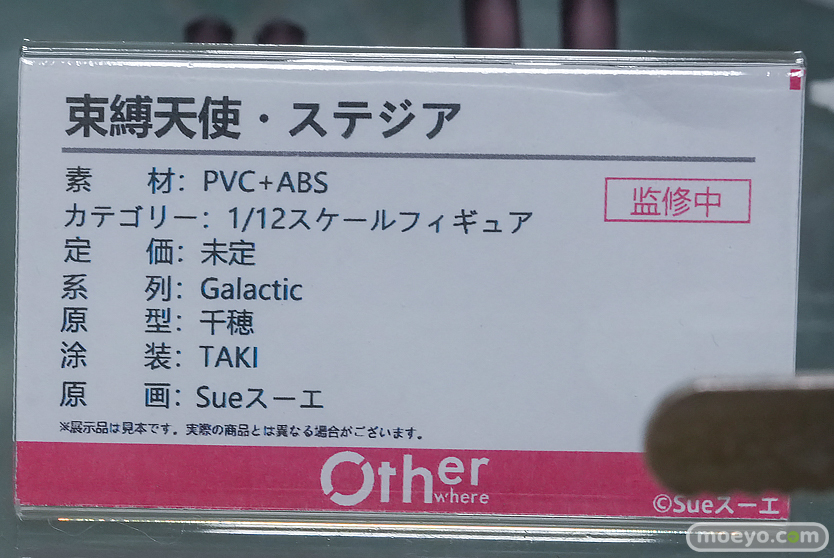 束縛天使・ステジア
素　材：PVC+ABS
监修中
カテゴリー：1/12スケールフィギュア
定　価：未定
系　列：Galactic
原　型：千穂
涂　装：TAKI
原　画：Sueスーエ
※展示品は見本です。実際の商品とは異なる場合がございます。
Other
where
©Sueスーエ
moeyo.com